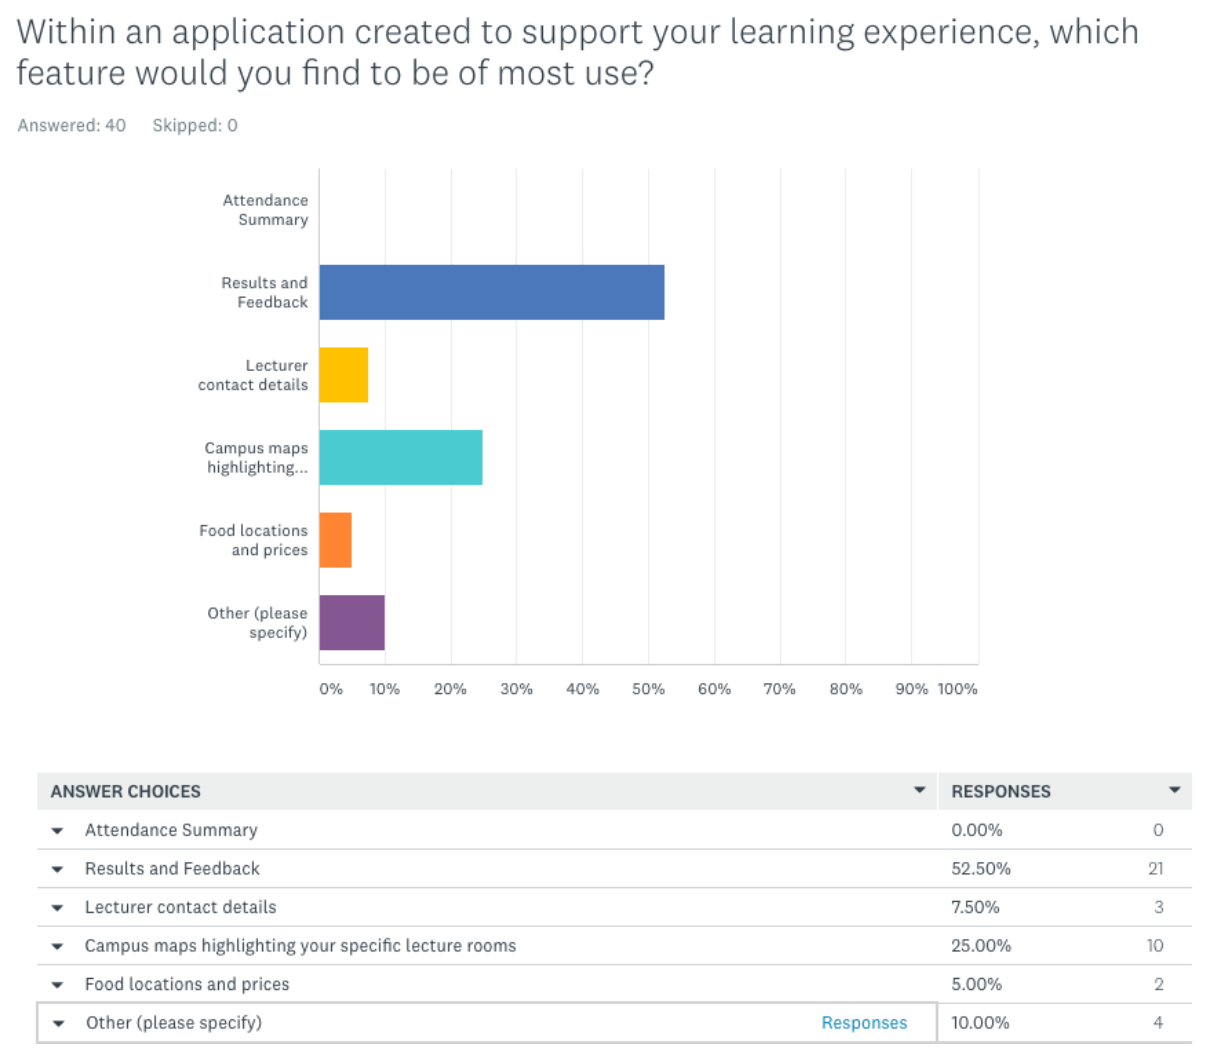 Within an application created to support your learning experience, which
feature would you find to be of most use?
Answered: 40 Skipped: 0
Attendance
Summary
Results and
Feedback
Lecturer
contact details
Campus maps
highlighting...
Food locations
and prices
Other (please
specify)
0% 10% 20% 30% 40% 50% 60% 70% 80% 90% 100%
ANSWER CHOICES RESPONSES
Attendance Summary 0.00% 0
Results and Feedback 52.50% 21
Lecturer contact details 7.50% 3
Campus maps highlighting your specific lecture rooms 25.00% 10
Food locations and prices 5.00% 2
Other (please specify) Responses 10.00% 4